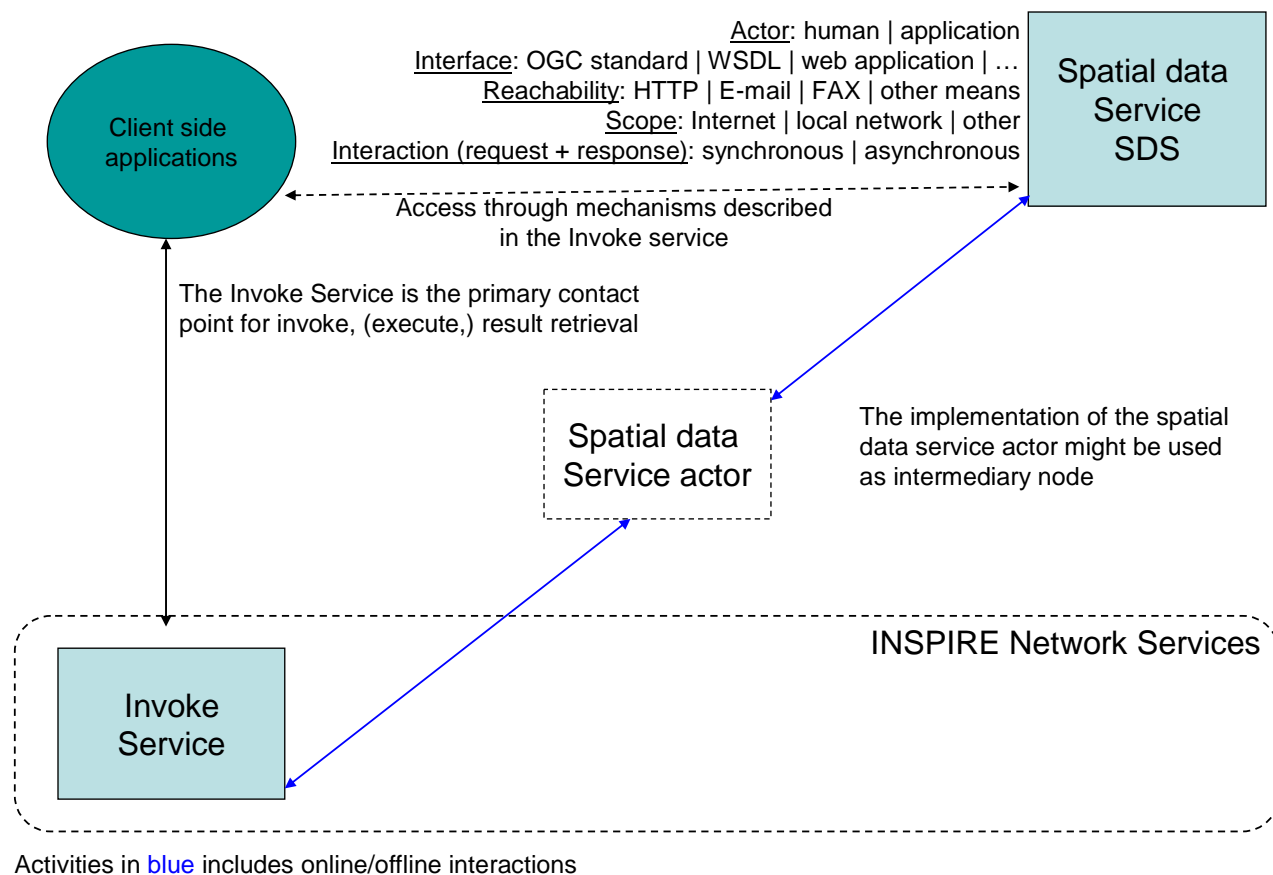 Actor: human | application
Interface: OGC standard | WSDL | web application | …
Reachability: HTTP | E-mail | FAX | other means
Scope: Internet | local network | other
Interaction (request + response): synchronous | asynchronous
Spatial data
Service
SDS
Client side
applications
Access through mechanisms described
in the Invoke service
The Invoke Service is the primary contact
point for invoke, (execute,) result retrieval
Spatial data
Service actor
The implementation of the spatial
data service actor might be used
as intermediary node
INSPIRE Network Services
Invoke
Service
Activities in blue includes online/offline interactions